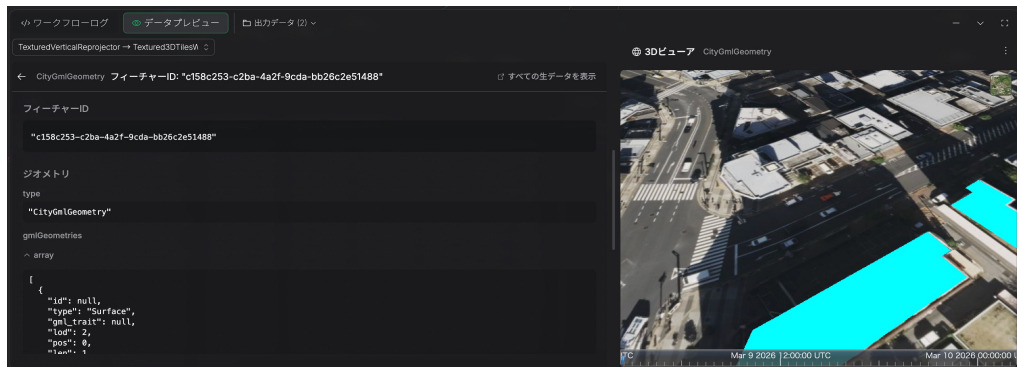 </> ワークフローログ データプレビュー 出力データ (2)
TexturedVerticalReprojector → Textured3DTilesW
3Dビューア CityGmlGeometry
← CityGmlGeometry フィーチャーID: "c158c253-c2ba-4a2f-9cda-bb26c2e51488" すべての生データを表示
フィーチャーID
"c158c253-c2ba-4a2f-9cda-bb26c2e51488"
ジオメトリ
type
"CityGmlGeometry"
gmlGeometries
array
[
{
"id": null,
"type": "Surface",
"gml_trait": null,
"lod": 2,
"pos": 0,
"len": 1
UTC Mar 9 2026 12:00:00 UTC Mar 10 2026 00:00:00 U